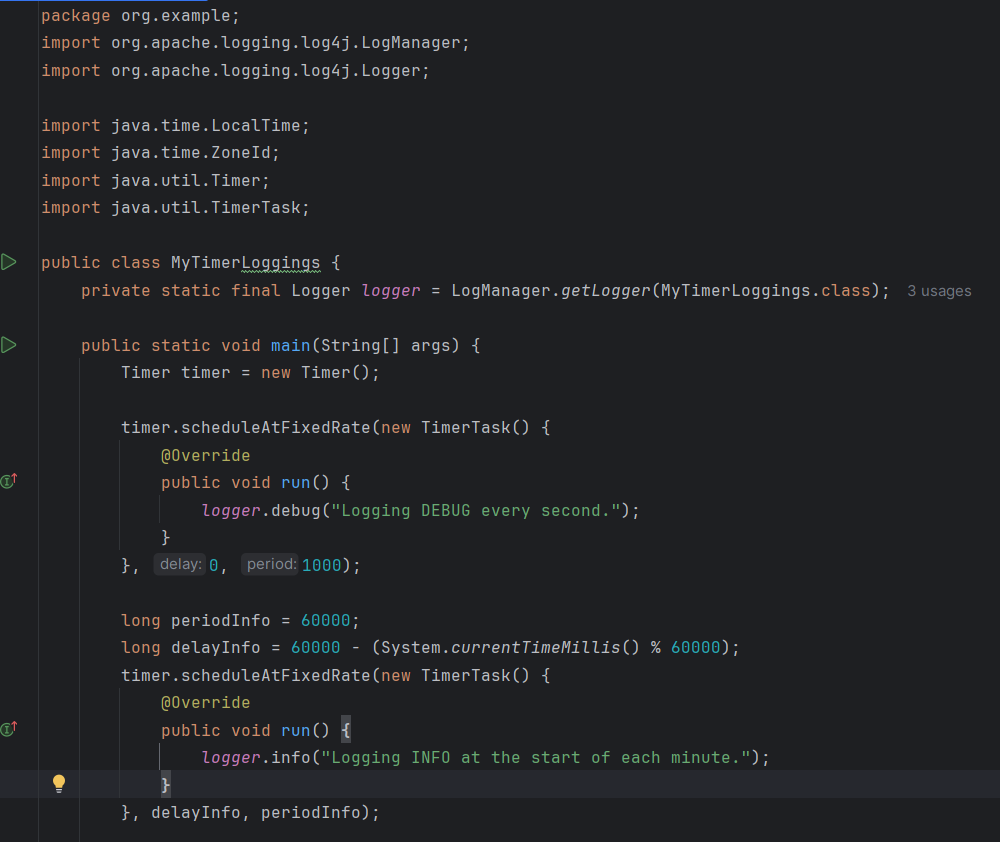 package org.example;
import org.apache.logging.log4j.LogManager;
import org.apache.logging.log4j.Logger;

import java.time.LocalTime;
import java.time.ZoneId;
import java.util.Timer;
import java.util.TimerTask;

public class MyTimerLoggings {
    private static final Logger logger = LogManager.getLogger(MyTimerLoggings.class); 3 usages

    public static void main(String[] args) {
        Timer timer = new Timer();

        timer.scheduleAtFixedRate(new TimerTask() {
            @Override
            public void run() {
                logger.debug("Logging DEBUG every second.");
            }
        }, delay: 0, period: 1000);

        long periodInfo = 60000;
        long delayInfo = 60000 - (System.currentTimeMillis() % 60000);
        timer.scheduleAtFixedRate(new TimerTask() {
            @Override
            public void run() {
                logger.info("Logging INFO at the start of each minute.");
            }
        }, delayInfo, periodInfo);